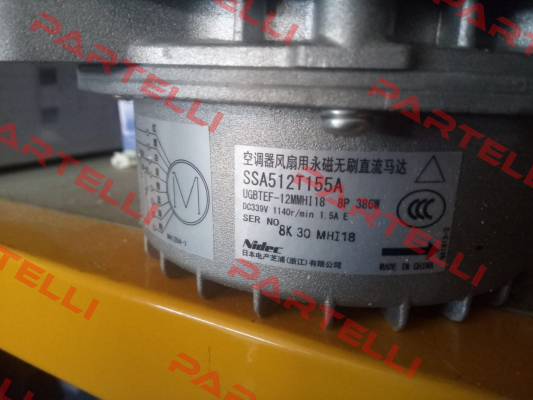 空调器风扇用永磁无刷直流马达
SSA512T155A
UGBTEF-12MMHI18 8P 386W
DC339V 1140r/min 1.5A E
SER NO
8K 30 MHI18
Nidec
日本电产芝浦(浙江)有限公司
MADE IN CHINA
CCC
M
PARTELLI
PARTELLI
PARTELLI
PARTELLI
PARTELLI
PARTELLI